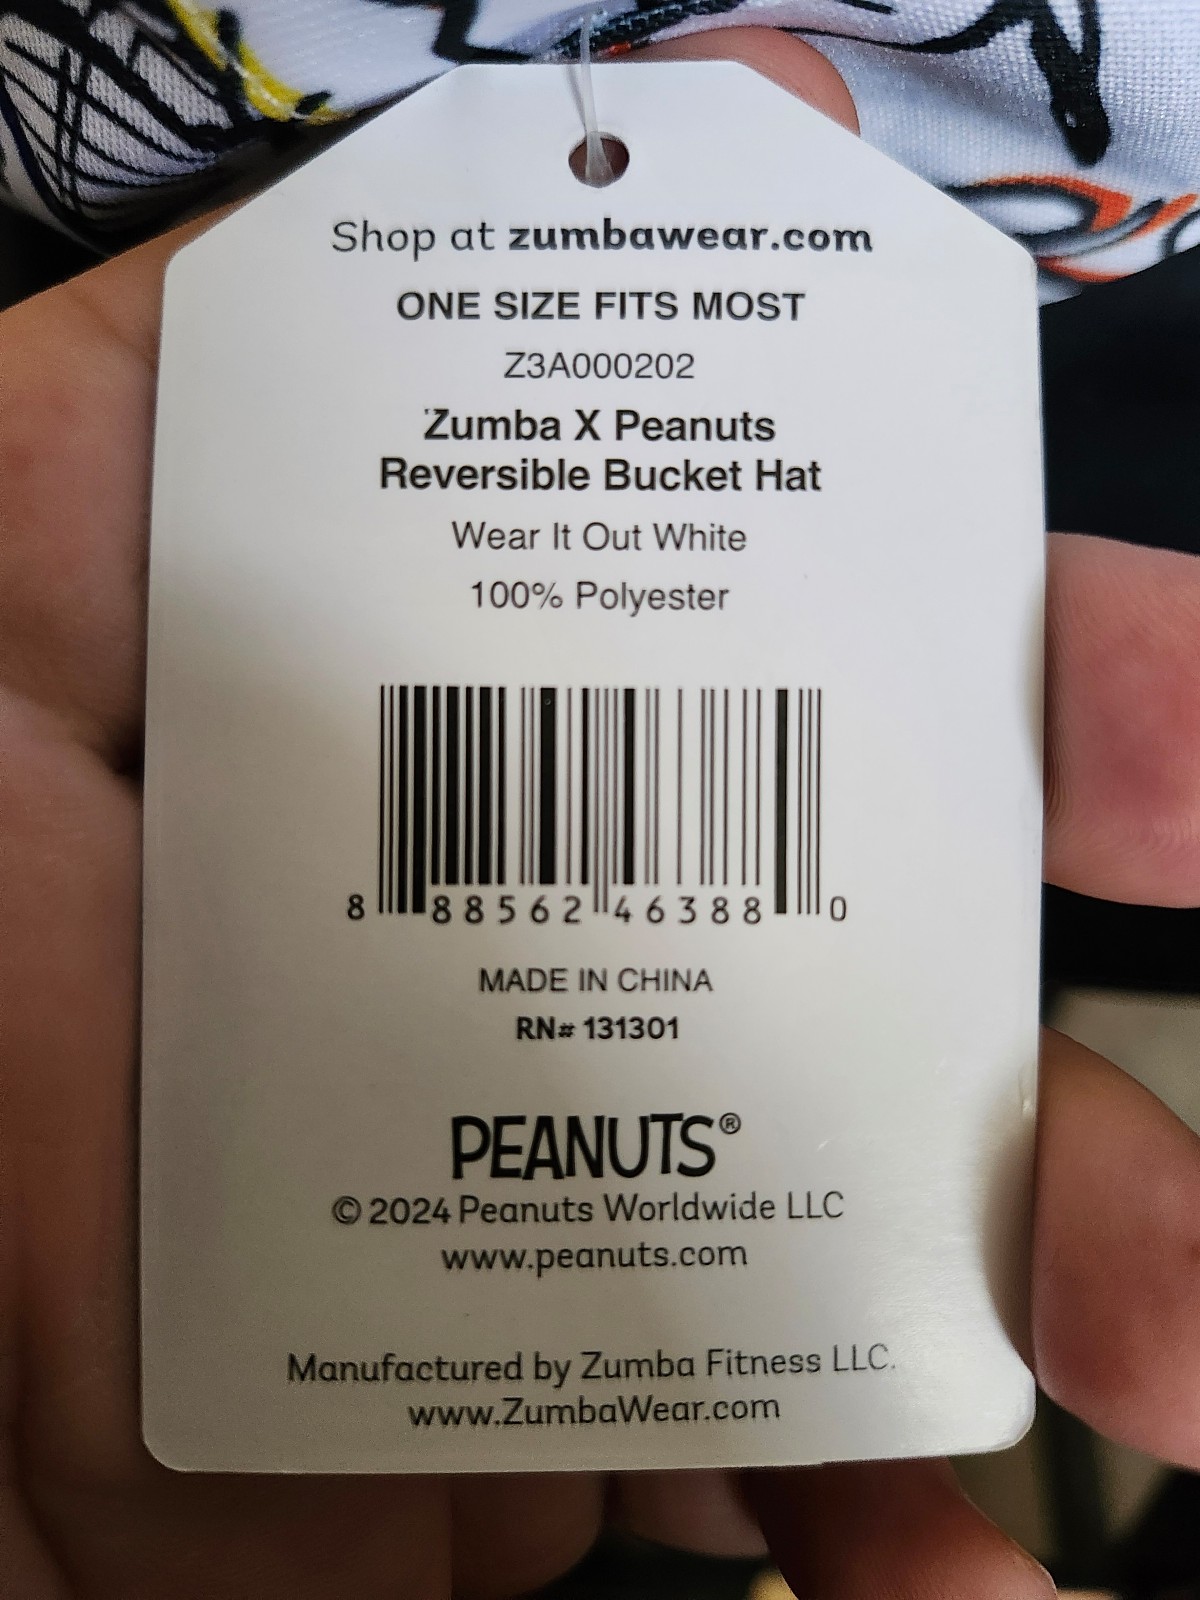 Shop at zumbawear.com
ONE SIZE FITS MOST
Z3A000202
Zumba X Peanuts
Reversible Bucket Hat
Wear It Out White
100% Polyester
8 88562 46388 0
MADE IN CHINA
RN# 131301
PEANUTS®
© 2024 Peanuts Worldwide LLC
www.peanuts.com
Manufactured by Zumba Fitness LLC.
www.ZumbaWear.com